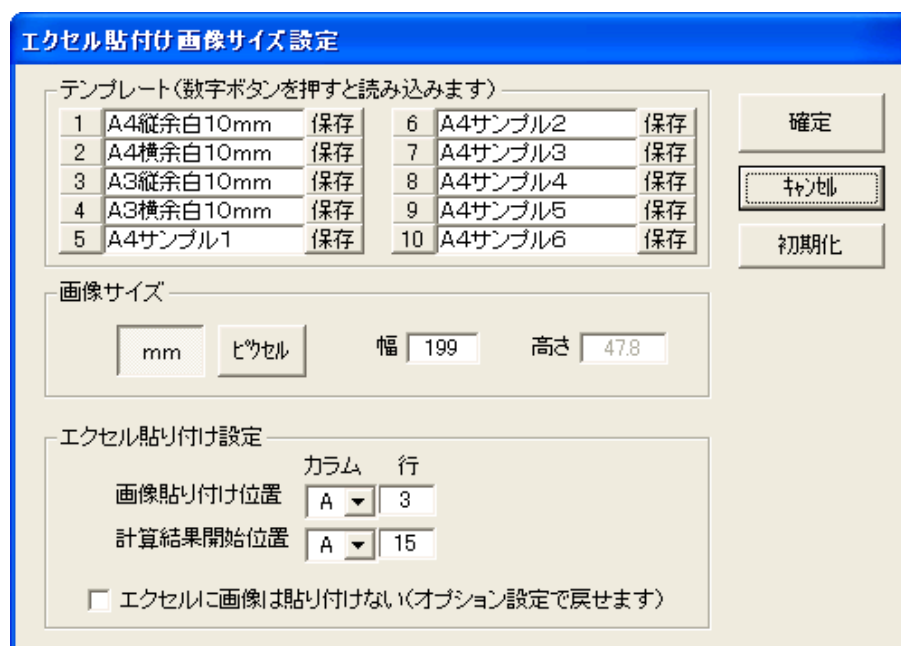 エクセル貼付け画像サイズ設定
テンプレート(数字ボタンを押すと読み込みます)
1 A4縦余白10mm 保存 6 A4サンプル2 保存
2 A4横余白10mm 保存 7 A4サンプル3 保存
3 A3縦余白10mm 保存 8 A4サンプル4 保存
4 A3横余白10mm 保存 9 A4サンプル5 保存
5 A4サンプル1 保存 10 A4サンプル6 保存
確定
ｷｬﾝｾﾙ
初期化
画像サイズ
mm ﾋﾟｸｾﾙ 幅 199 高さ 47.8
エクセル貼り付け設定
カラム 行
画像貼り付け位置 A 3
計算結果開始位置 A 15
エクセルに画像は貼り付けない(オプション設定で戻せます)